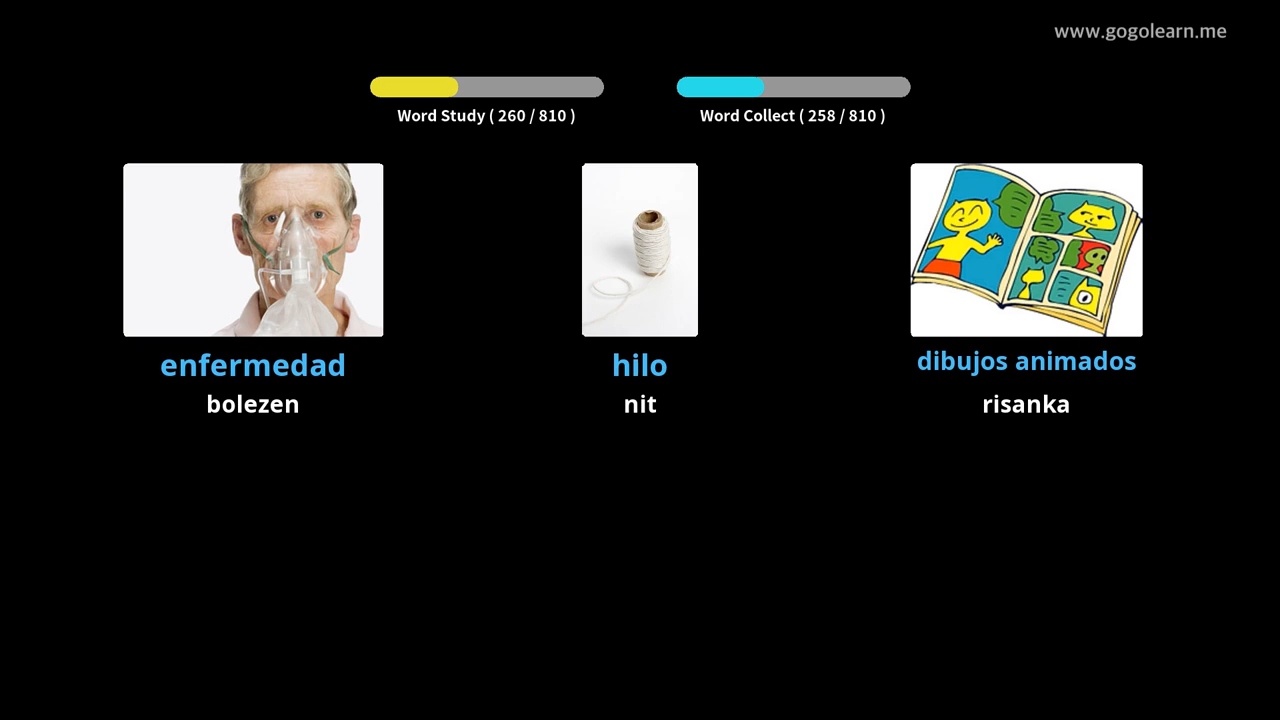 www.gogolearn.me
Word Study ( 260 / 810 )
Word Collect ( 258 / 810 )
enfermedad
bolezen
hilo
nit
dibujos animados
risanka